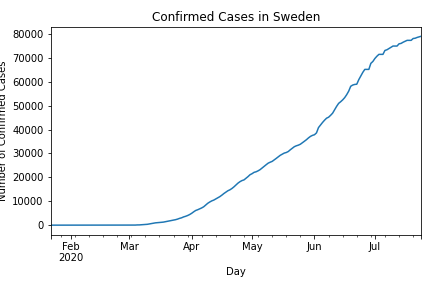 Confirmed Cases in Sweden
80000
70000
60000
50000
40000
30000
20000
10000
0
Number of Confirmed Cases
Feb Mar Apr May Jun Jul
2020
Day